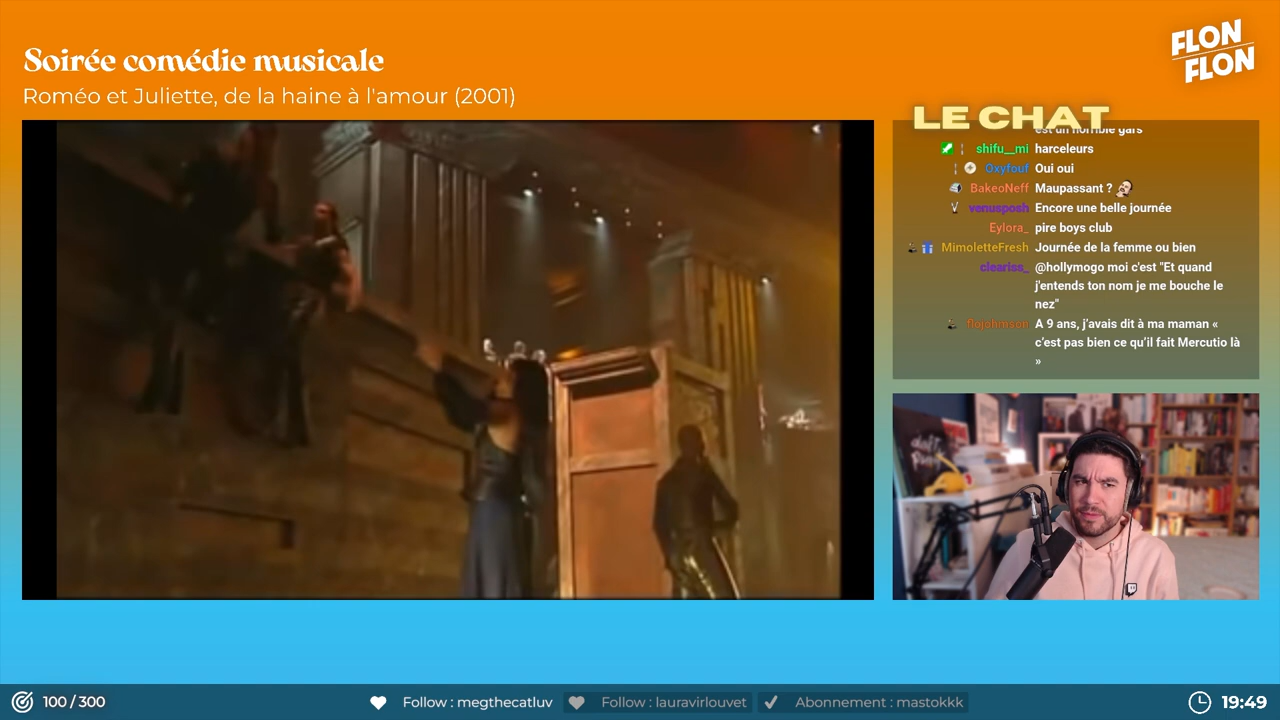 Soirée comédie musicale
Roméo et Juliette, de la haine à l'amour (2001)
FLON
FLON
LE CHAT
est un horrible gars
shifu__mi harceleurs
Oxyfouf Oui oui
BakeoNeff Maupassant ?
venusposh Encore une belle journée
Eylora_ pire boys club
MimoletteFresh Journée de la femme ou bien
cleariss_ @hollymogo moi c'est "Et quand
j'entends ton nom je me bouche le
nez"
flojohnson A 9 ans, j'avais dit à ma maman «
c'est pas bien ce qu'il fait Mercutio là
»
100 / 300
Follow : megthecatluv
Follow : lauravirlouvet
Abonnement : mastokkk
19:49